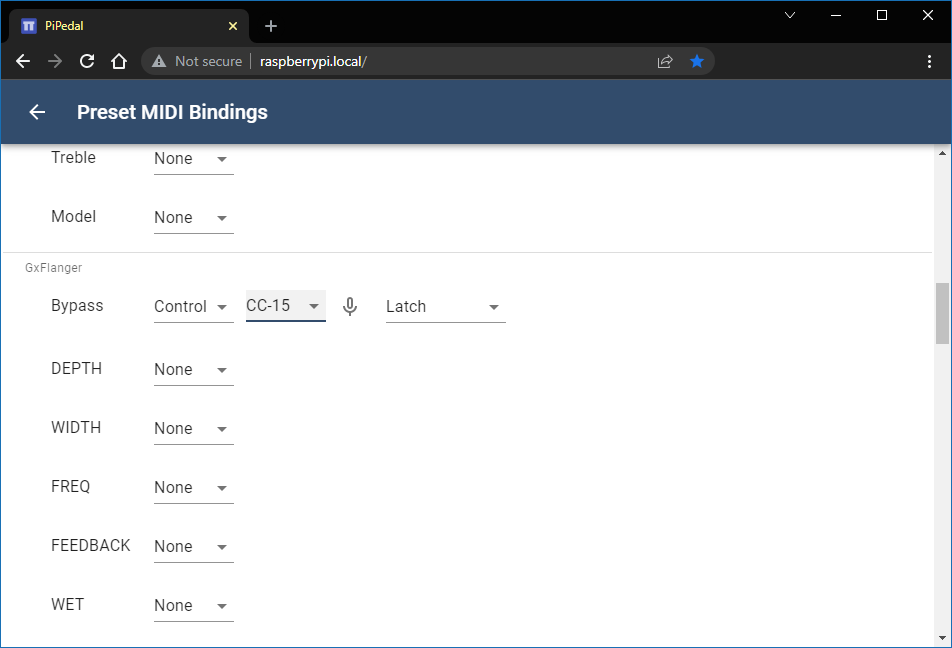 PiPedal
Not secure raspberrypi.local/
Preset MIDI Bindings
Treble None
Model None
GxFlanger
Bypass Control CC-15 Latch
DEPTH None
WIDTH None
FREQ None
FEEDBACK None
WET None